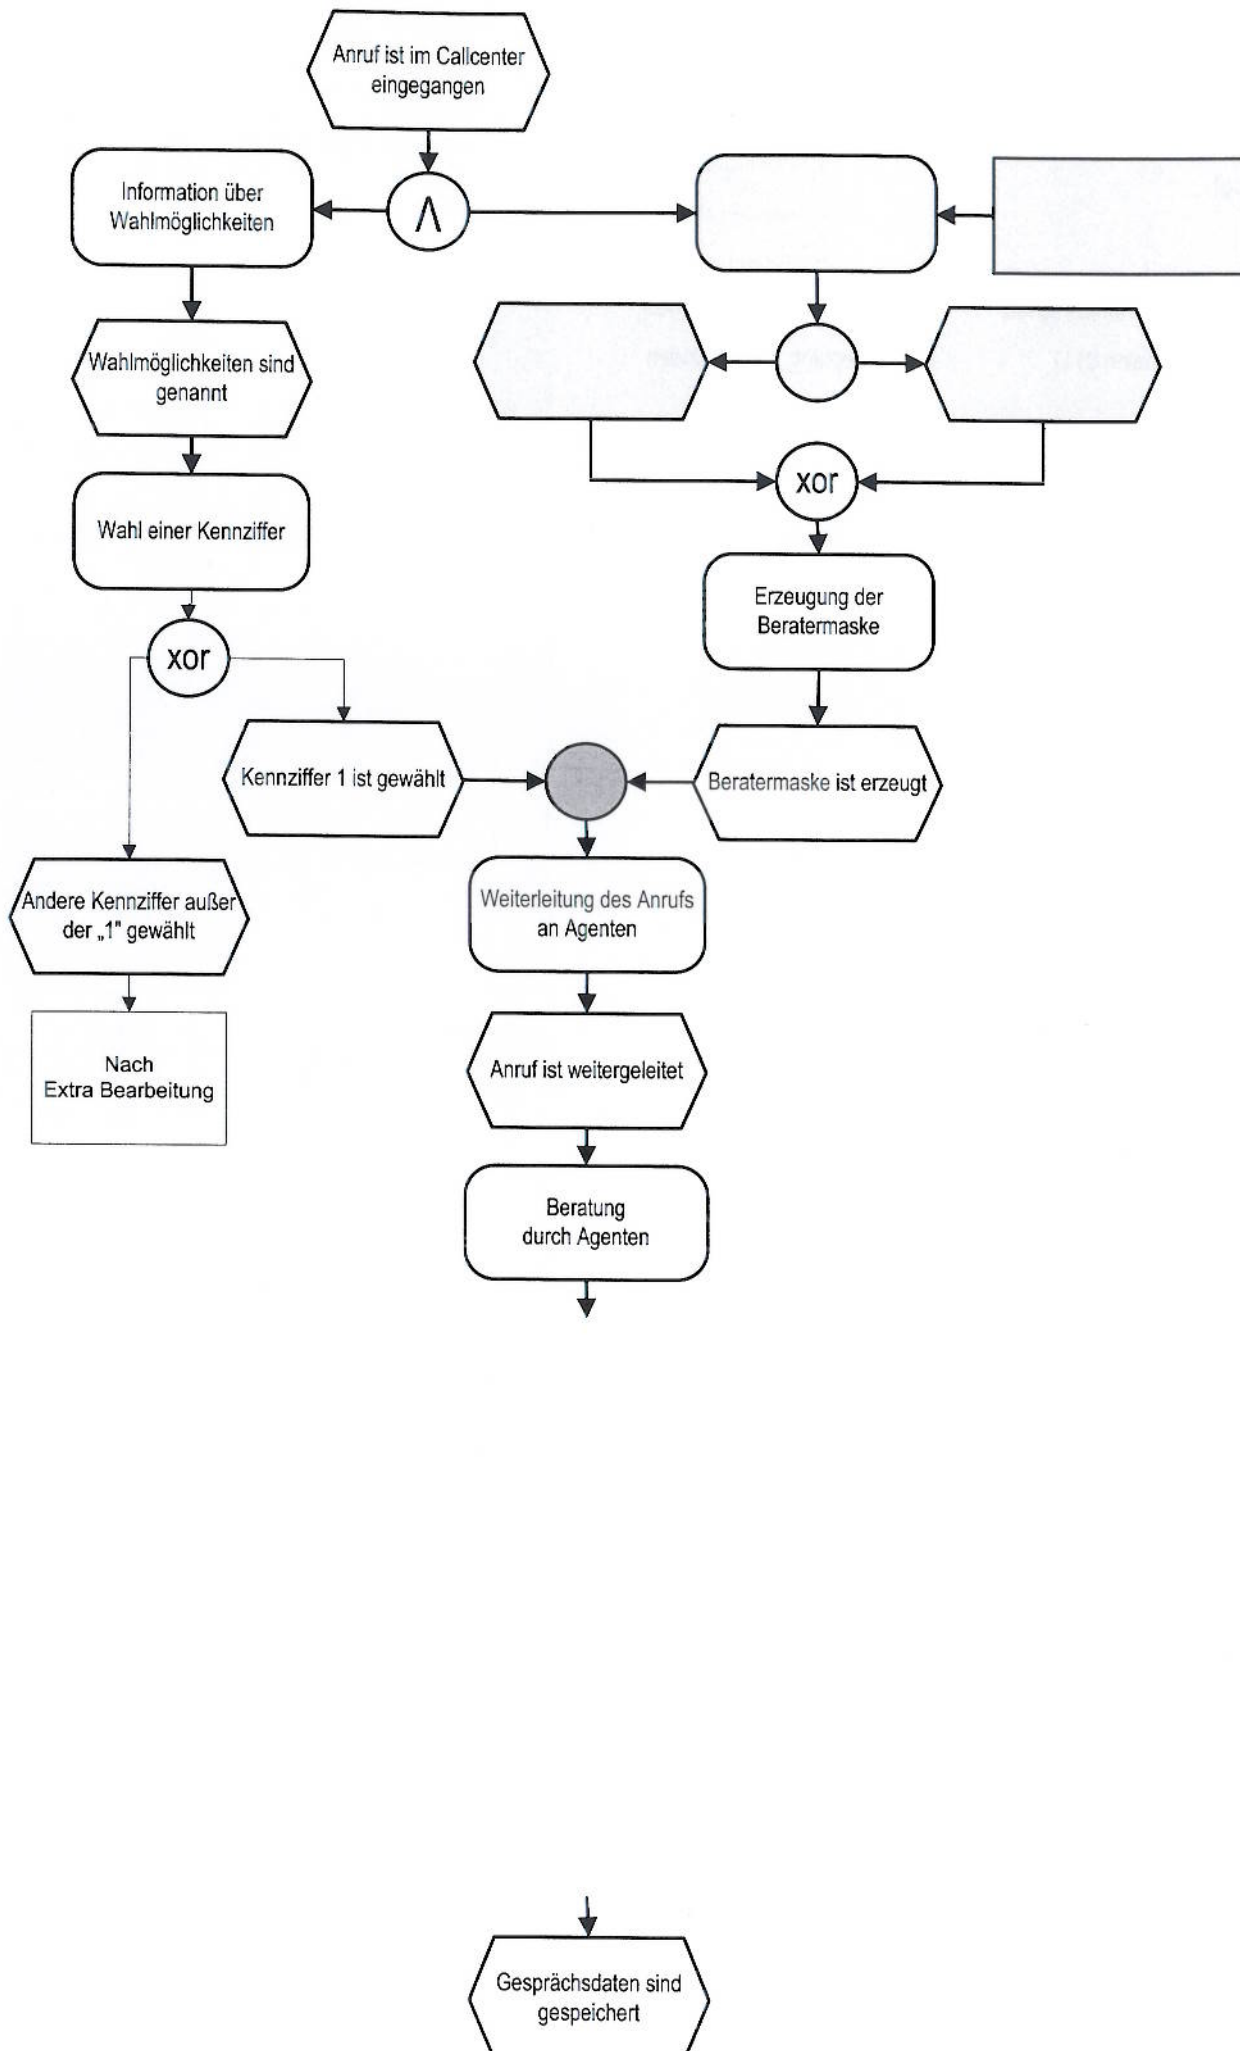 Anruf ist im Callcenter
eingegangen
Information über
Wahlmöglichkeiten
Λ
Wahlmöglichkeiten sind
genannt
xor
Wahl einer Kennziffer
Erzeugung der
Beratermaske
xor
Kennziffer 1 ist gewählt
Beratermaske ist erzeugt
Andere Kennziffer außer
der „1" gewählt
Weiterleitung des Anrufs
an Agenten
Nach
Extra Bearbeitung
Anruf ist weitergeleitet
Beratung
durch Agenten
Gesprächsdaten sind
gespeichert